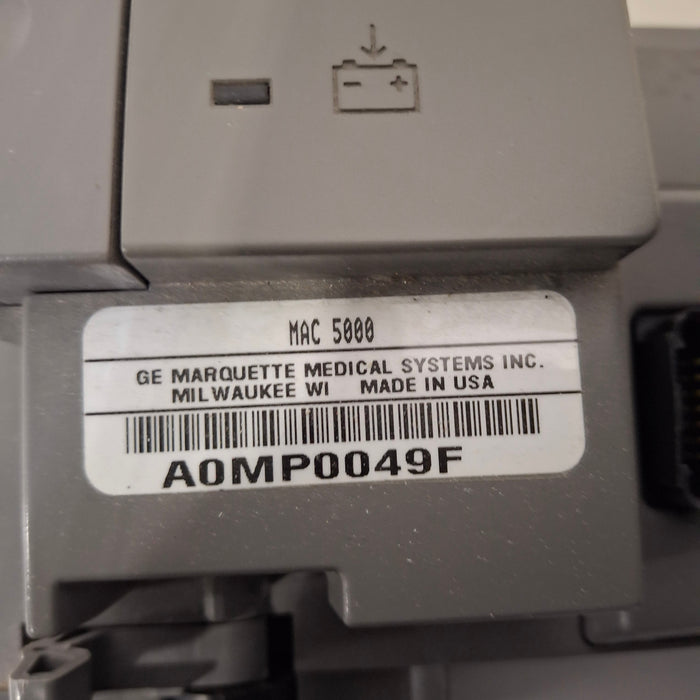 MAC 5000
GE MARQUETTE MEDICAL SYSTEMS INC.
MILWAUKEE WI MADE IN USA
A0MP0049F